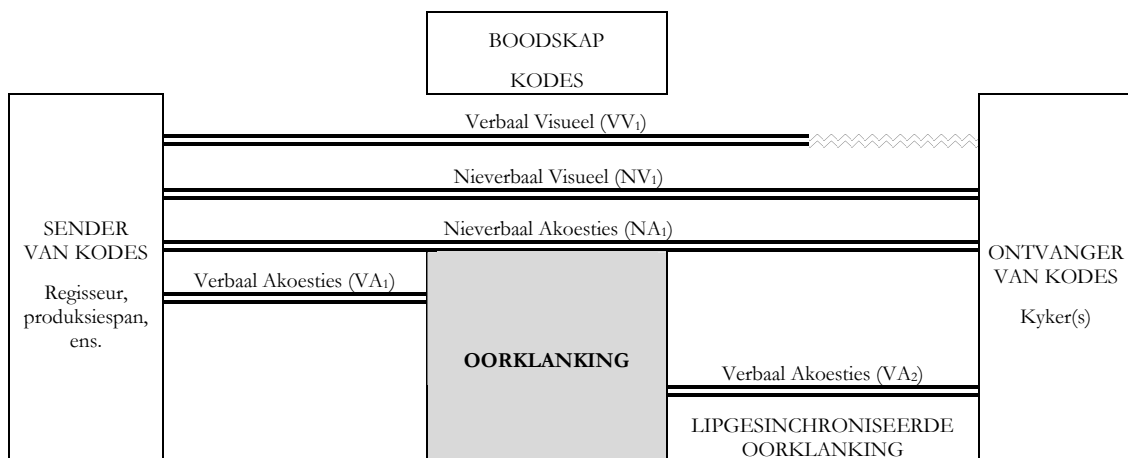 BOODSKAP
KODES
Verbaal Visueel (VV₁)
Nieverbaal Visueel (NV₁)
Nieverbaal Akoesties (NA₁)
SENDER
VAN KODES
Regisseur,
produksiespan,
ens.
Verbaal Akoesties (VA₁)
OORKLANKING
Verbaal Akoesties (VA₂)
LIPGESINCHRONISEERDE
OORKLANKING
ONTVANGER
VAN KODES
Kyker(s)